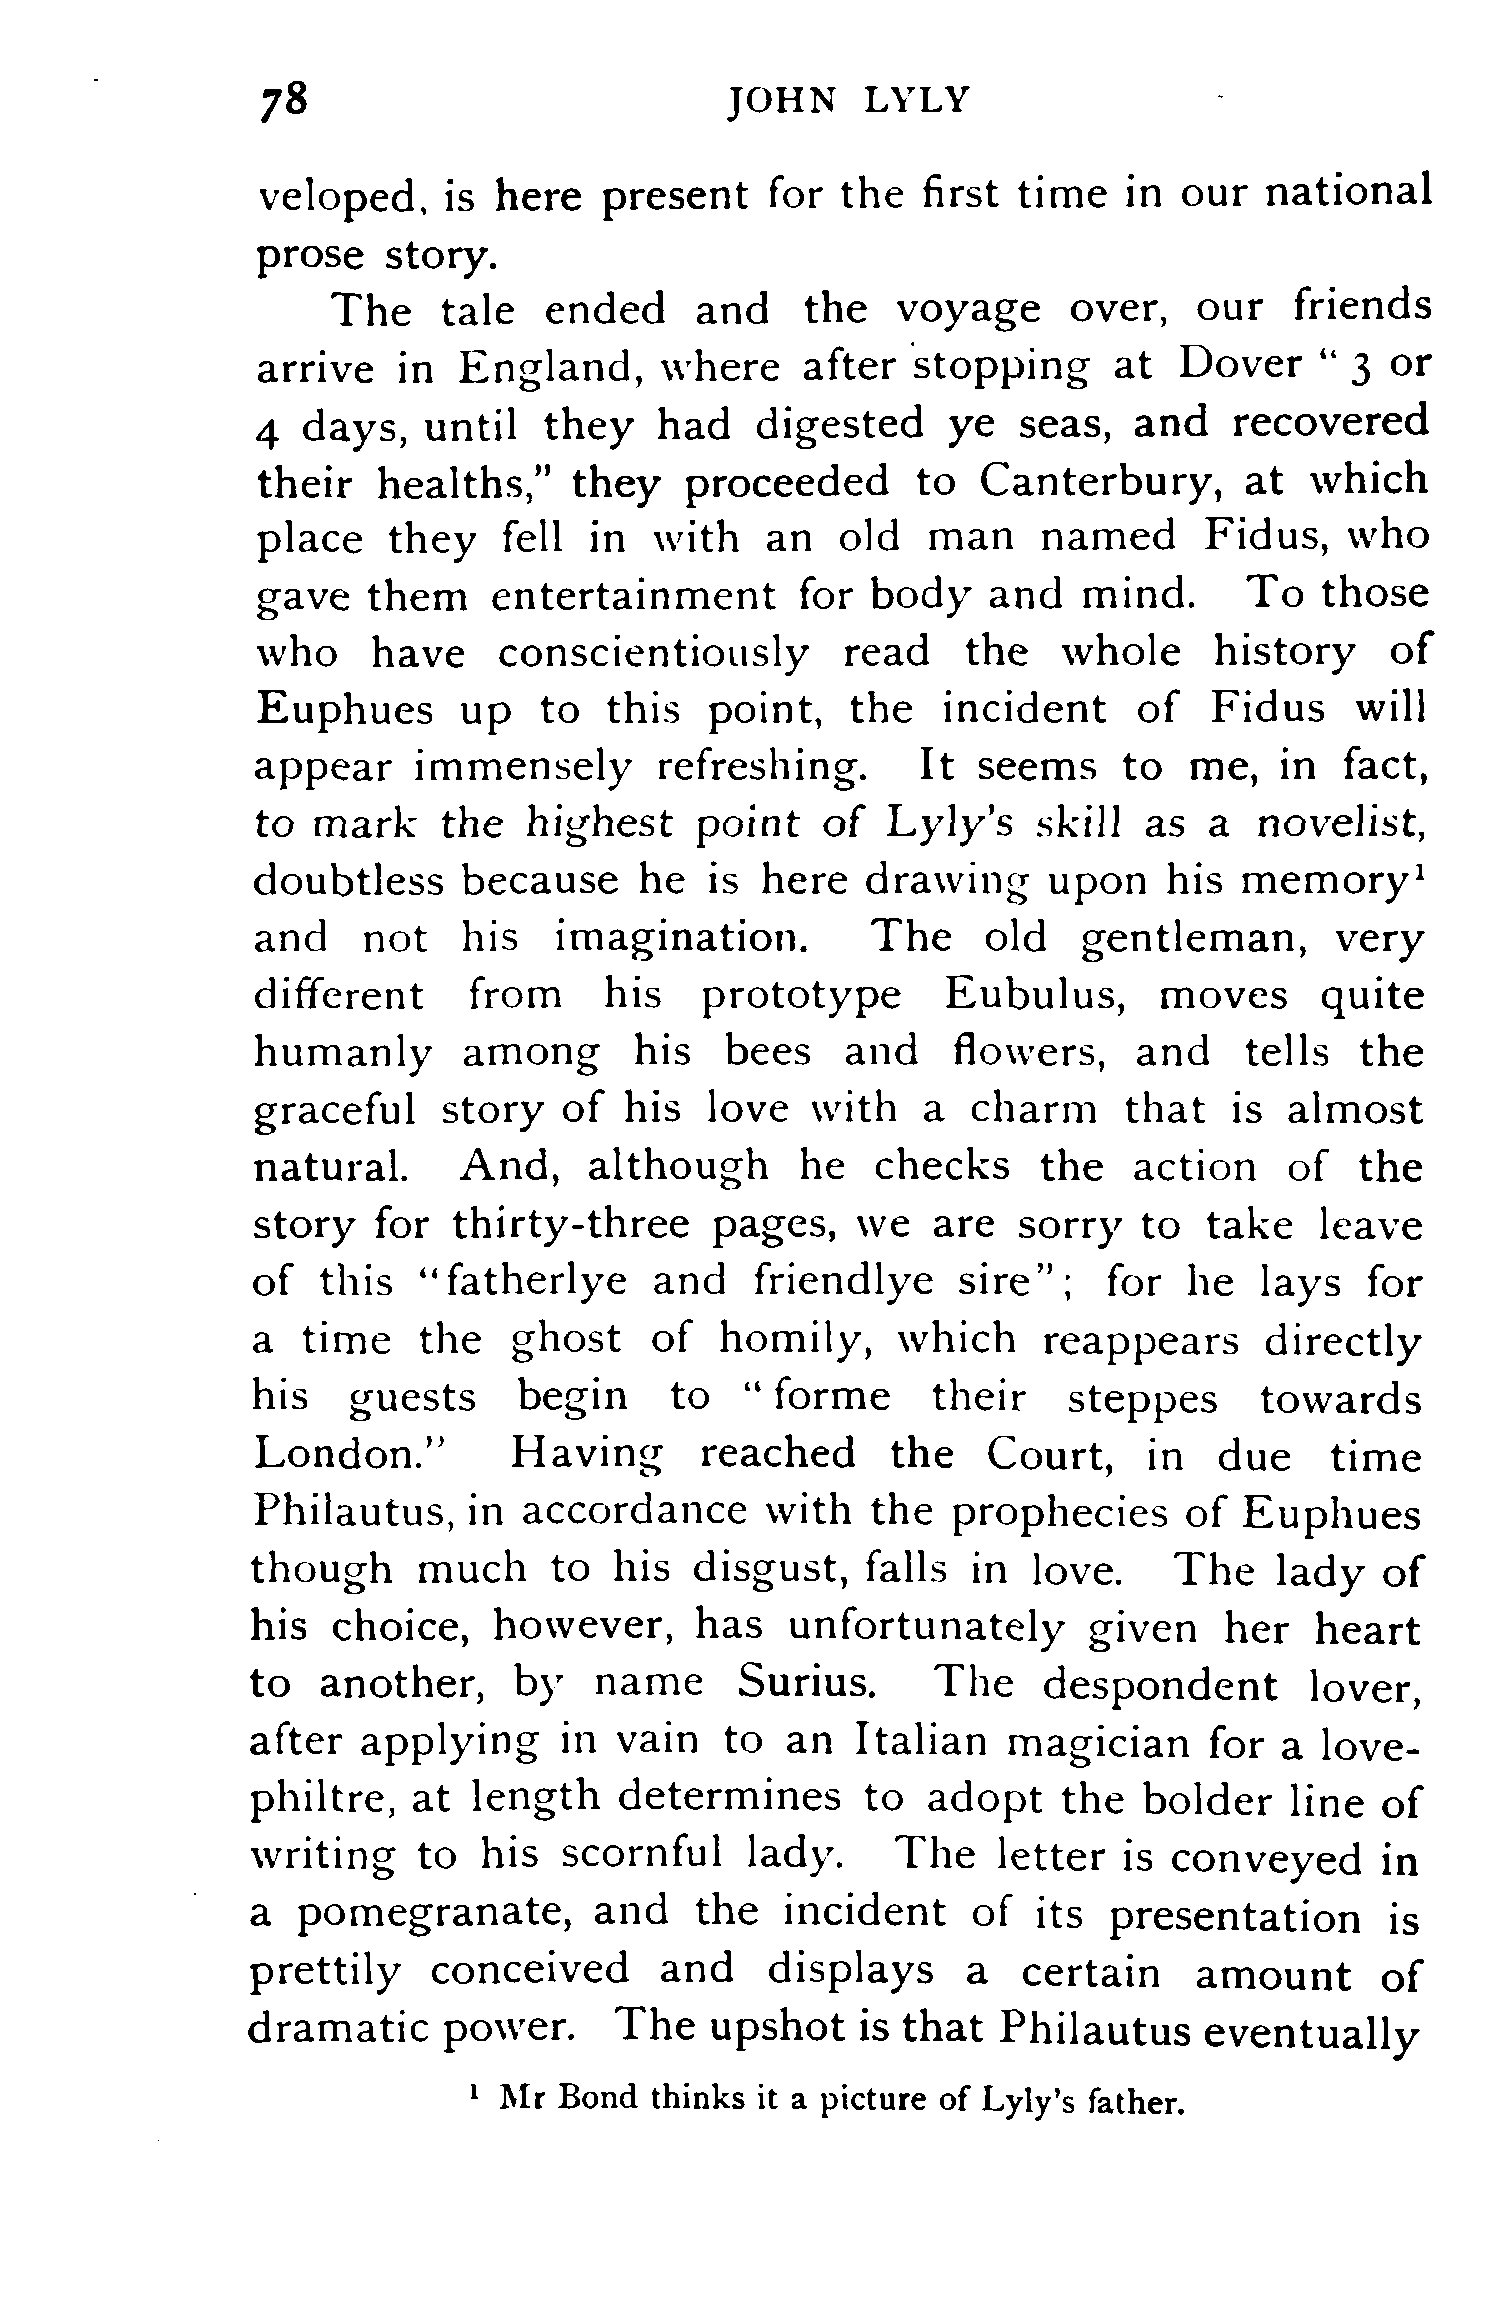 78 JOHN LYLY
veloped, is here present for the first time in our national
prose story.
The tale ended and the voyage over, our friends
arrive in England, where after stopping at Dover “ 3 or
4 days, until they had digested ye seas, and recovered
their healths,” they proceeded to Canterbury, at which
place they fell in with an old man named Fidus, who
gave them entertainment for body and mind. To those
who have conscientiously read the whole history of
Euphues up to this point, the incident of Fidus will
appear immensely refreshing. It seems to me, in fact,
to mark the highest point of Lyly’s skill as a novelist,
doubtless because he is here drawing upon his memory¹
and not his imagination. The old gentleman, very
different from his prototype Eubulus, moves quite
humanly among his bees and flowers, and tells the
graceful story of his love with a charm that is almost
natural. And, although he checks the action of the
story for thirty-three pages, we are sorry to take leave
of this “fatherlye and friendlye sire”; for he lays for
a time the ghost of homily, which reappears directly
his guests begin to “ forme their steppes towards
London.” Having reached the Court, in due time
Philautus, in accordance with the prophecies of Euphues
though much to his disgust, falls in love. The lady of
his choice, however, has unfortunately given her heart
to another, by name Surius. The despondent lover,
after applying in vain to an Italian magician for a love-
philtre, at length determines to adopt the bolder line of
writing to his scornful lady. The letter is conveyed in
a pomegranate, and the incident of its presentation is
prettily conceived and displays a certain amount of
dramatic power. The upshot is that Philautus eventually
¹ Mr Bond thinks it a picture of Lyly’s father.